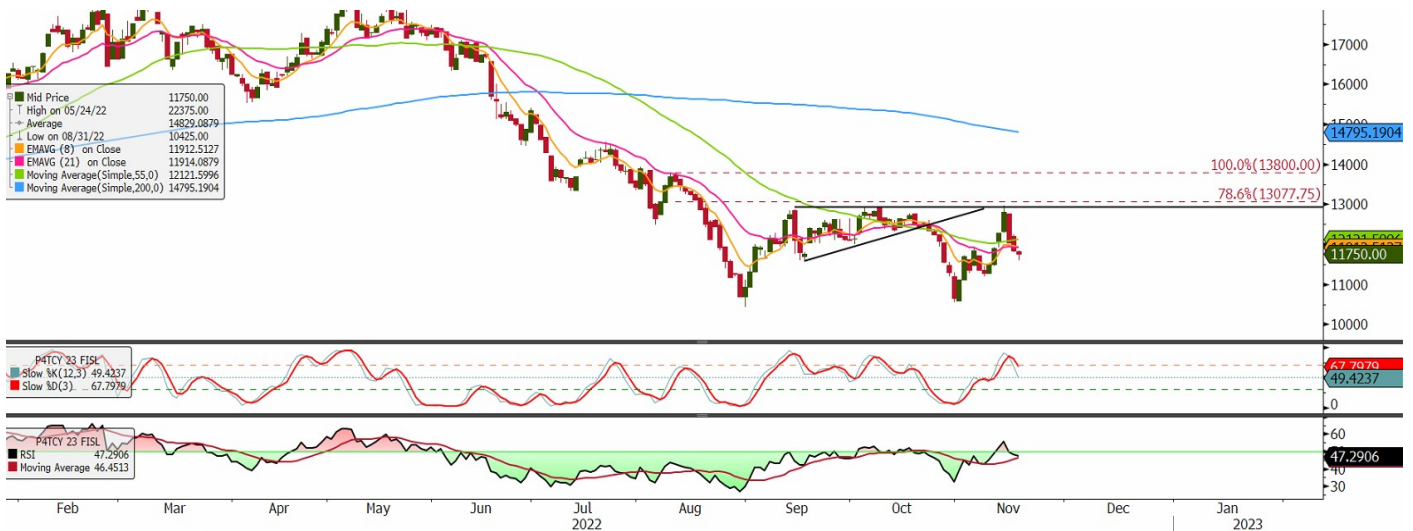 17000
16000
15000
14795.1904
14000
13000
12121.5996
11912.5127
11750.00
11000
10000
Mid Price 11750.00
High on 05/24/22 22375.00
Average 14829.0879
Low on 08/31/22 10425.00
EMAVG (8) on Close 11912.5127
EMAVG (21) on Close 11914.0879
Moving Average(Simple,55,0) 12121.5996
Moving Average(Simple,200,0) 14795.1904
100.0%(13800.00)
78.6%(13077.75)
P4TCY 23 FISL
Slow %K(12,3) 49.4237
Slow %D(3) 67.7979
67.7979
49.4237
0
P4TCY 23 FISL
RSI 47.2906
Moving Average 46.4513
60
47.2906
40
30
Feb Mar Apr May Jun Jul Aug Sep Oct Nov Dec Jan
2022 2023